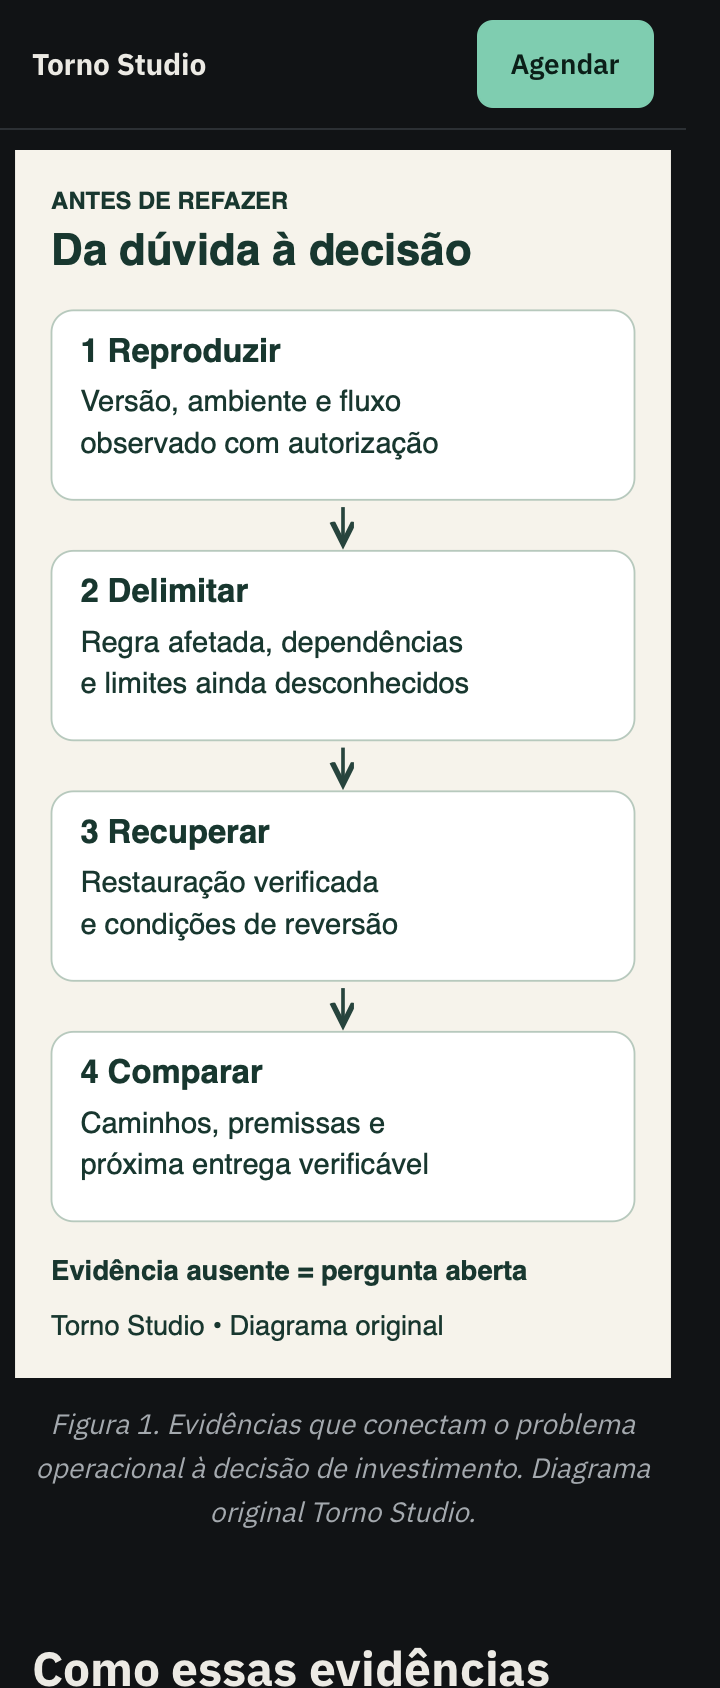 Torno Studio
Agendar
ANTES DE REFAZER
Da dúvida à decisão
1 Reproduzir
Versão, ambiente e fluxo
observado com autorização
2 Delimitar
Regra afetada, dependências
e limites ainda desconhecidos
3 Recuperar
Restauração verificada
e condições de reversão
4 Comparar
Caminhos, premissas e
próxima entrega verificável
Evidência ausente = pergunta aberta
Torno Studio • Diagrama original
Figura 1. Evidências que conectam o problema
operacional à decisão de investimento. Diagrama
original Torno Studio.
Como essas evidências